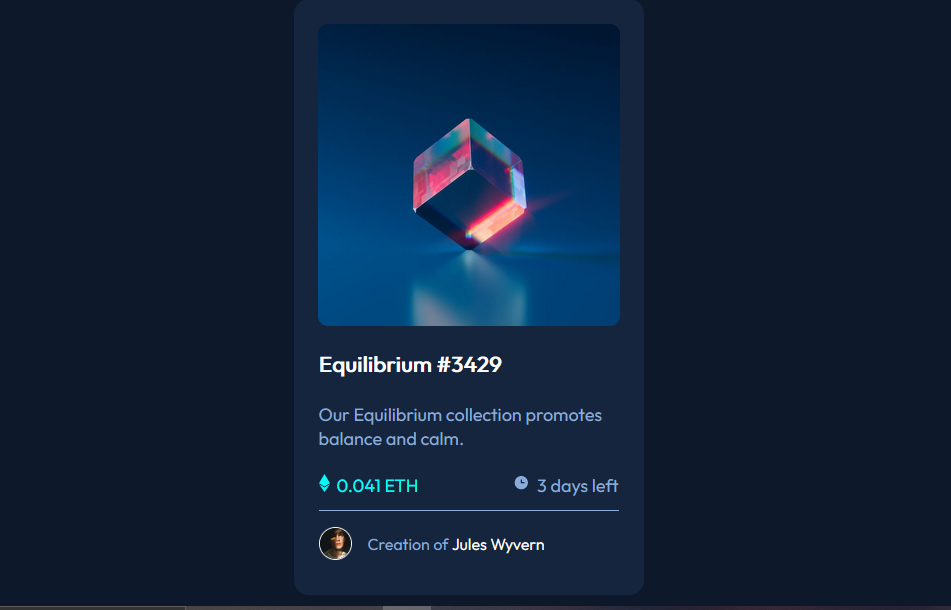 Equilibrium #3429
Our Equilibrium collection promotes
balance and calm.
0.041 ETH 3 days left
Creation of Jules Wyvern